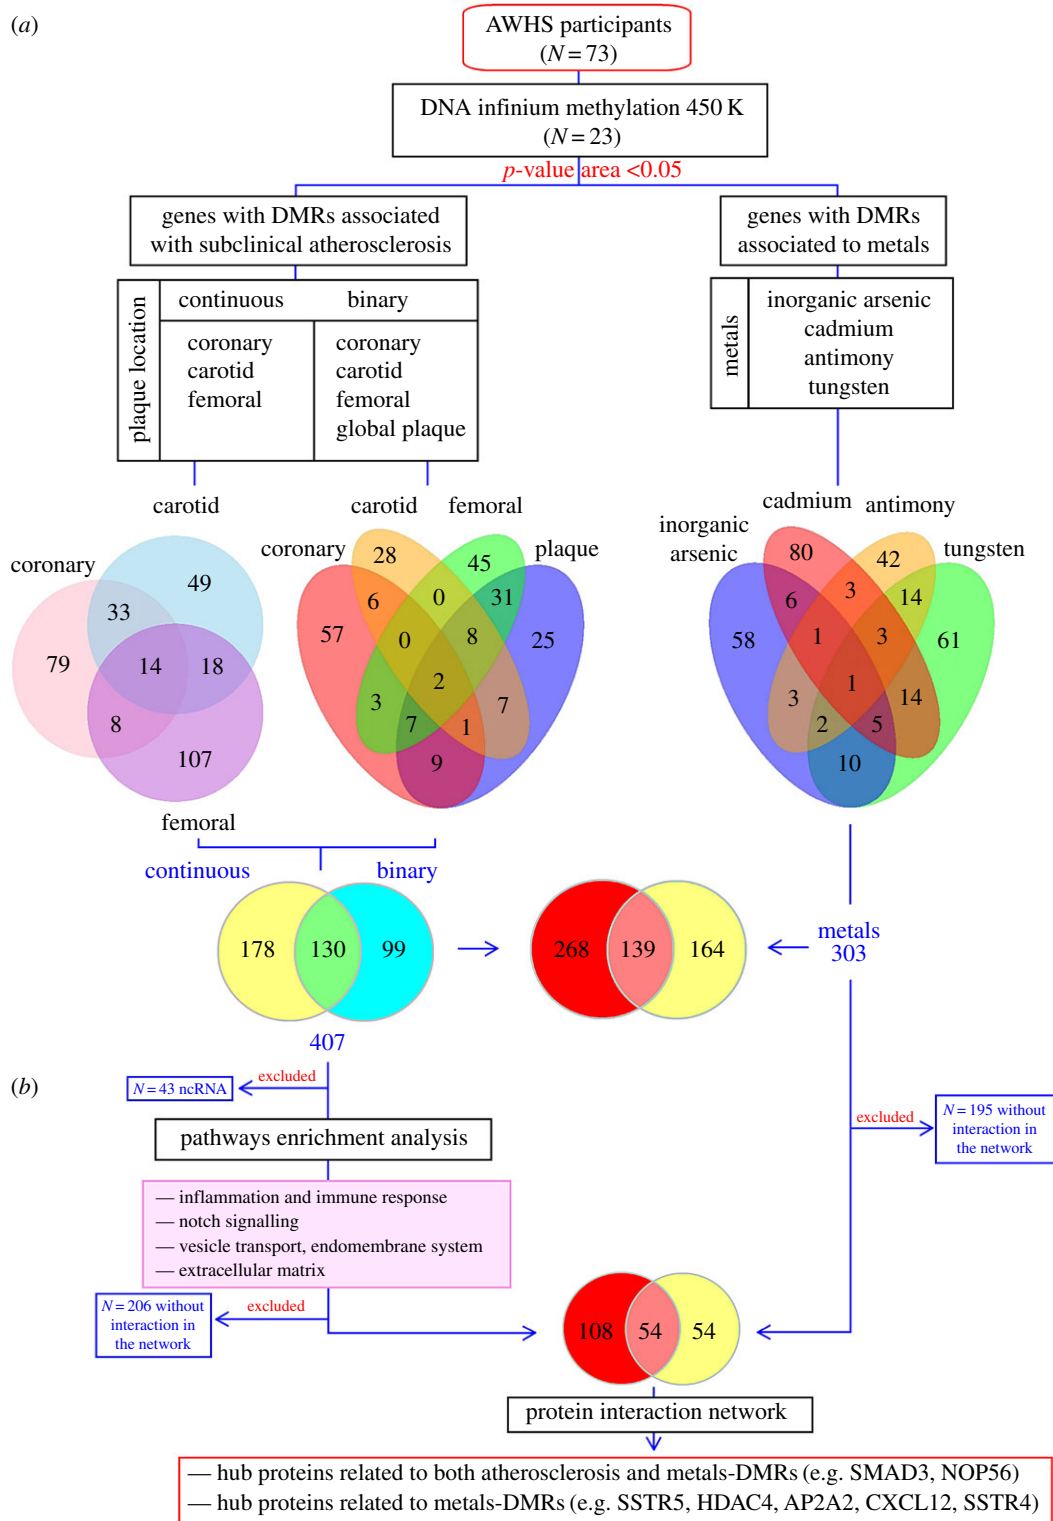 (a)
AWHS participants
(N = 73)
DNA infinium methylation 450 K
(N = 23)
p-value area <0.05
genes with DMRs associated
with subclinical atherosclerosis
genes with DMRs
associated to metals
plaque location
continuous
binary
coronary
carotid
femoral
coronary
carotid
femoral
global plaque
metals
inorganic arsenic
cadmium
antimony
tungsten
carotid
coronary
49
33
79
14
18
8
107
femoral
carotid
femoral
coronary
plaque
28
45
6
0
31
57
0
8
25
2
3
7
7
1
9
cadmium
antimony
inorganic
arsenic
tungsten
80
42
6
3
14
58
1
3
61
1
3
14
2
5
10
continuous
binary
178
130
99
407
268
139
164
metals
303
(b)
N = 43 ncRNA
excluded
pathways enrichment analysis
— inflammation and immune response
— notch signalling
— vesicle transport, endomembrane system
— extracellular matrix
excluded
N = 195 without
interaction in
the network
N = 206 without
interaction in
the network
excluded
108
54
54
protein interaction network
— hub proteins related to both atherosclerosis and metals-DMRs (e.g. SMAD3, NOP56)
— hub proteins related to metals-DMRs (e.g. SSTR5, HDAC4, AP2A2, CXCL12, SSTR4)